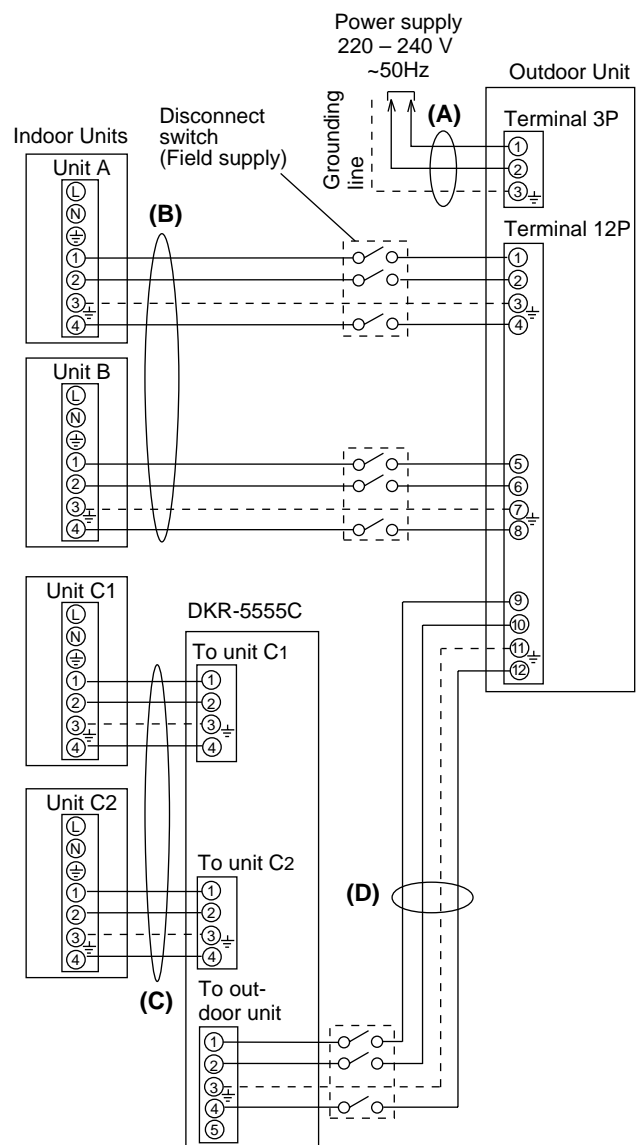 Power supply
220 – 240 V
~50Hz
Outdoor Unit
Disconnect
switch
(Field supply)
Grounding
line
(A)
Terminal 3P
1
2
3
Indoor Units
Unit A
L
N
1
2
3
4
(B)
Terminal 12P
1
2
3
4
Unit B
L
N
1
2
3
4
5
6
7
8
Unit C1
L
N
1
2
3
4
DKR-5555C
To unit C1
1
2
3
4
9
10
11
12
Unit C2
L
N
1
2
3
4
To unit C2
1
2
3
4
(C)
(D)
To out-
door unit
1
2
3
4
5